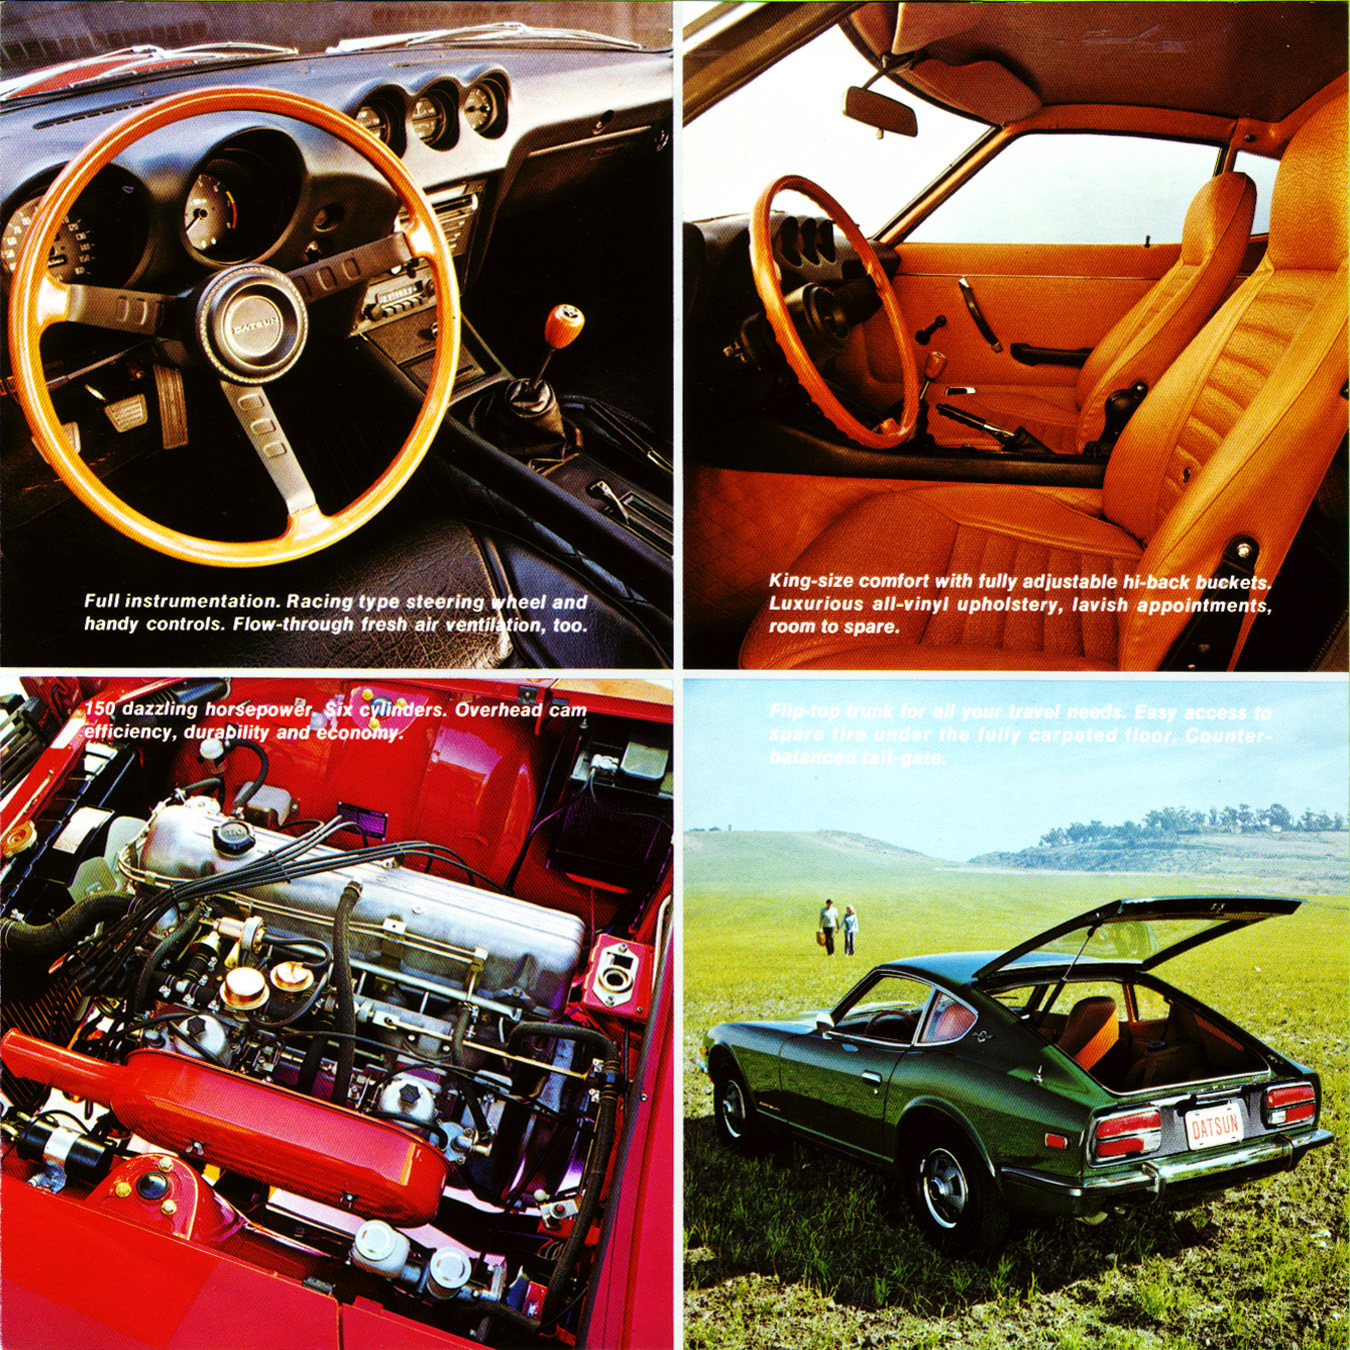 DATSUN
Full instrumentation. Racing type steering wheel and
handy controls. Flow-through fresh air ventilation, too.
King-size comfort with fully adjustable hi-back buckets.
Luxurious all-vinyl upholstery, lavish appointments,
room to spare.
150 dazzling horsepower. Six cylinders. Overhead cam
efficiency, durability and economy.
Flip-top trunk for all your travel needs. Easy access to
spare tire under the fully carpeted floor. Counter-
balanced tail-gate.
DATSUN